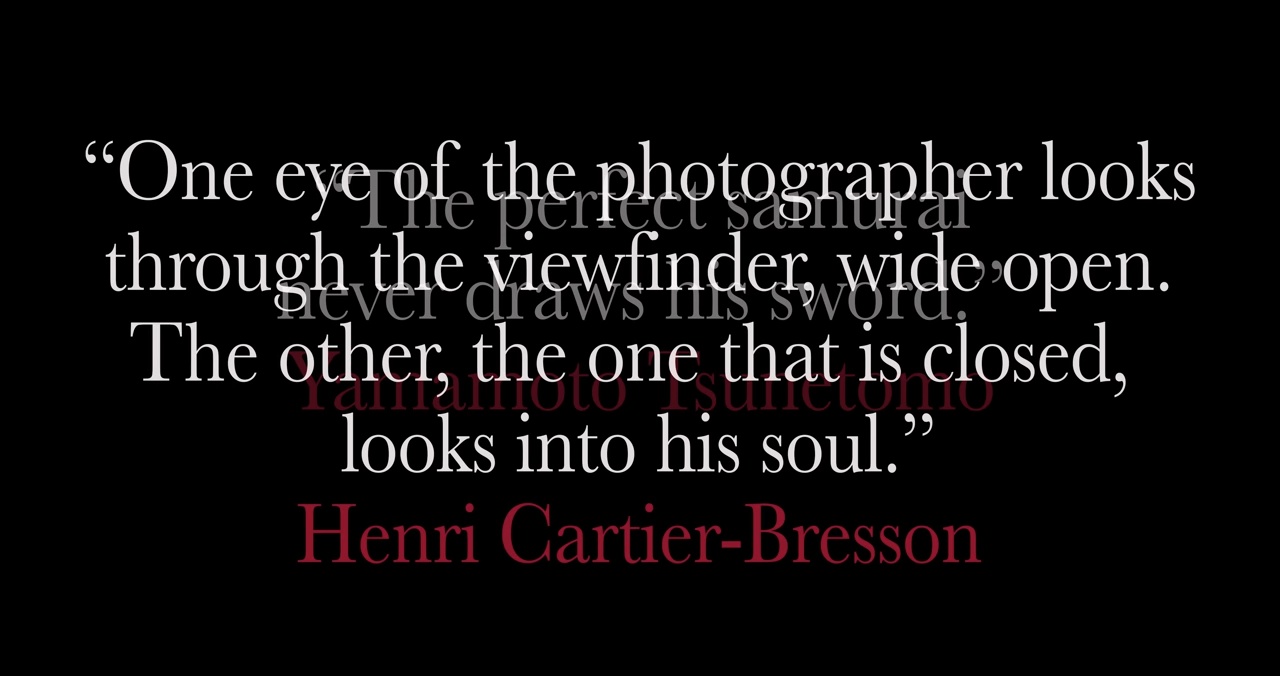 “One eye of the photographer looks
through the viewfinder, wide open.
The other, the one that is closed,
looks into his soul.”
Henri Cartier-Bresson
“The perfect samurai
never draws his sword.”
Yamamoto Tsunetomo